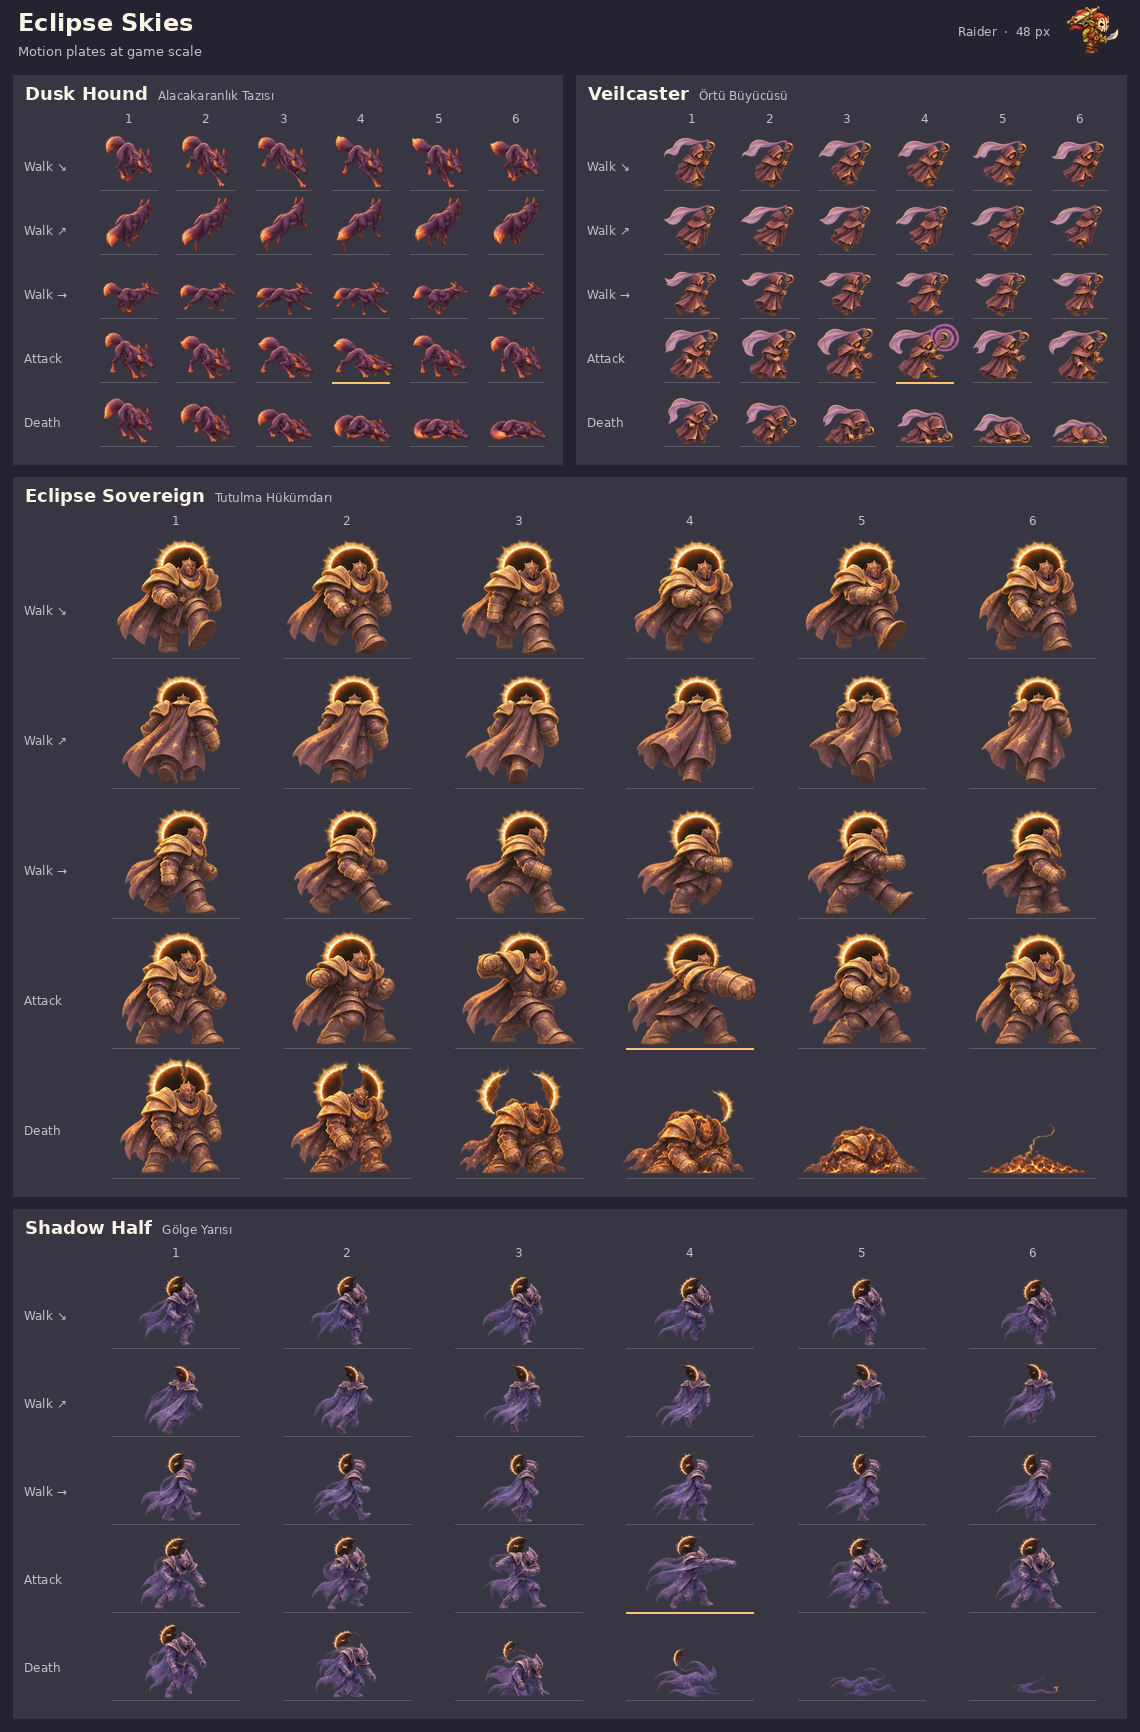 Eclipse Skies
Motion plates at game scale
Raider · 48 px
Dusk Hound Alacakaranlık Tazısı
1 2 3 4 5 6
Walk ↘
Walk ↗
Walk →
Attack
Death
Veilcaster Örtü Büyücüsü
1 2 3 4 5 6
Walk ↘
Walk ↗
Walk →
Attack
Death
Eclipse Sovereign Tutulma Hükümdarı
1 2 3 4 5 6
Walk ↘
Walk ↗
Walk →
Attack
Death
Shadow Half Gölge Yarısı
1 2 3 4 5 6
Walk ↘
Walk ↗
Walk →
Attack
Death